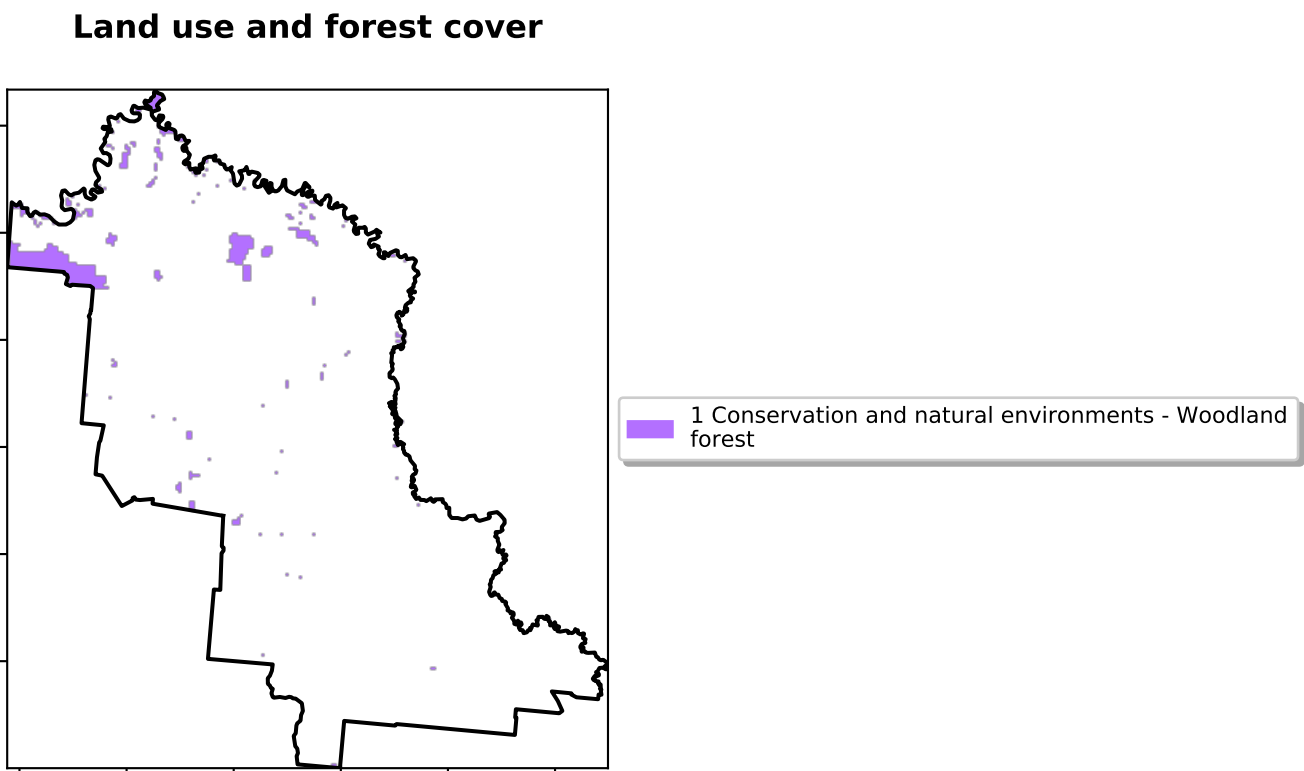 Land use and forest cover
1 Conservation and natural environments - Woodland
forest